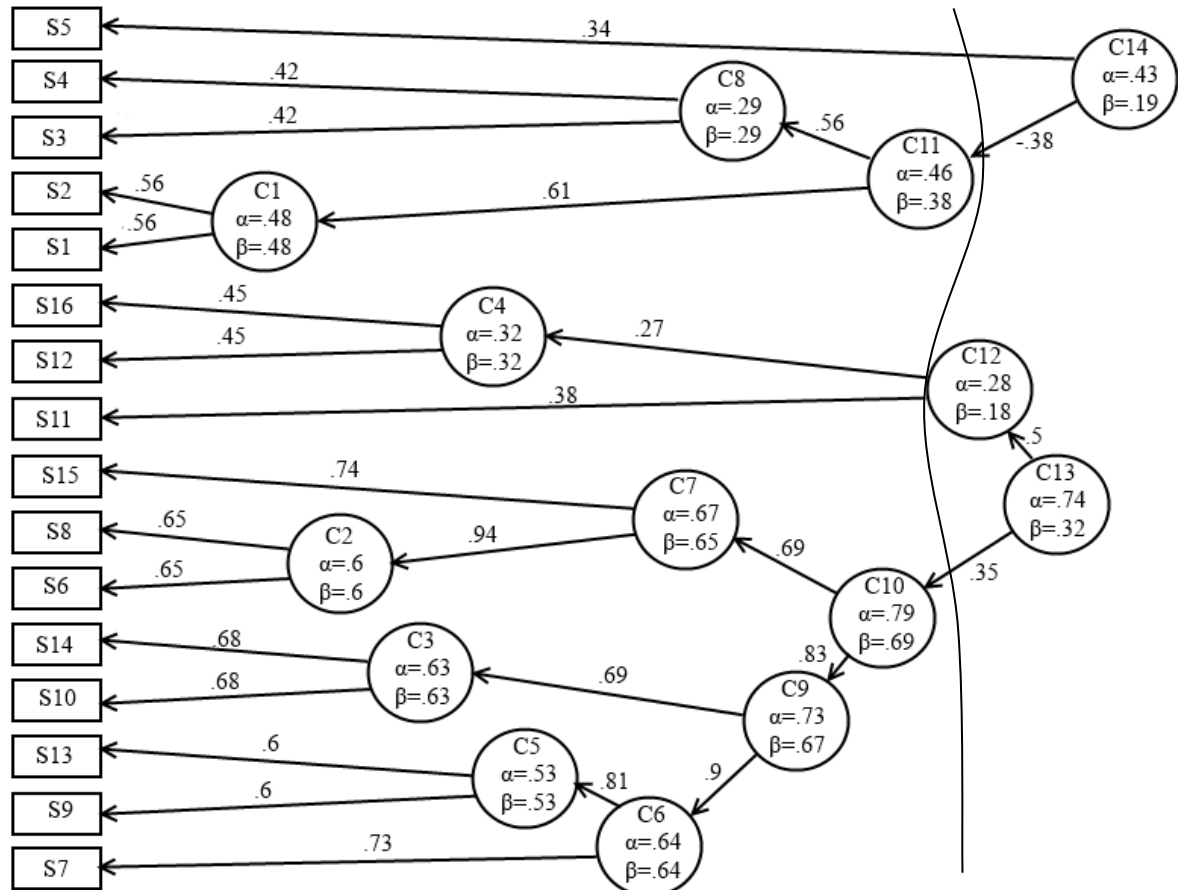 S5
.34
C14
α=.43
β=.19
S4
.42
C8
α=.29
β=.29
S3
.42
.56
C11
α=.46
β=.38
-.38
S2
.56
C1
α=.48
β=.48
.61
S1
.56
S16
.45
C4
α=.32
β=.32
.27
S12
.45
C12
α=.28
β=.18
S11
.38
.5
S15
.74
C7
α=.67
β=.65
C13
α=.74
β=.32
S8
.65
C2
α=.6
β=.6
.94
S6
.65
.69
C10
α=.79
β=.69
.35
S14
.68
C3
α=.63
β=.63
.83
S10
.68
.69
C9
α=.73
β=.67
S13
.6
C5
α=.53
β=.53
.81
.9
S9
.6
C6
α=.64
β=.64
S7
.73